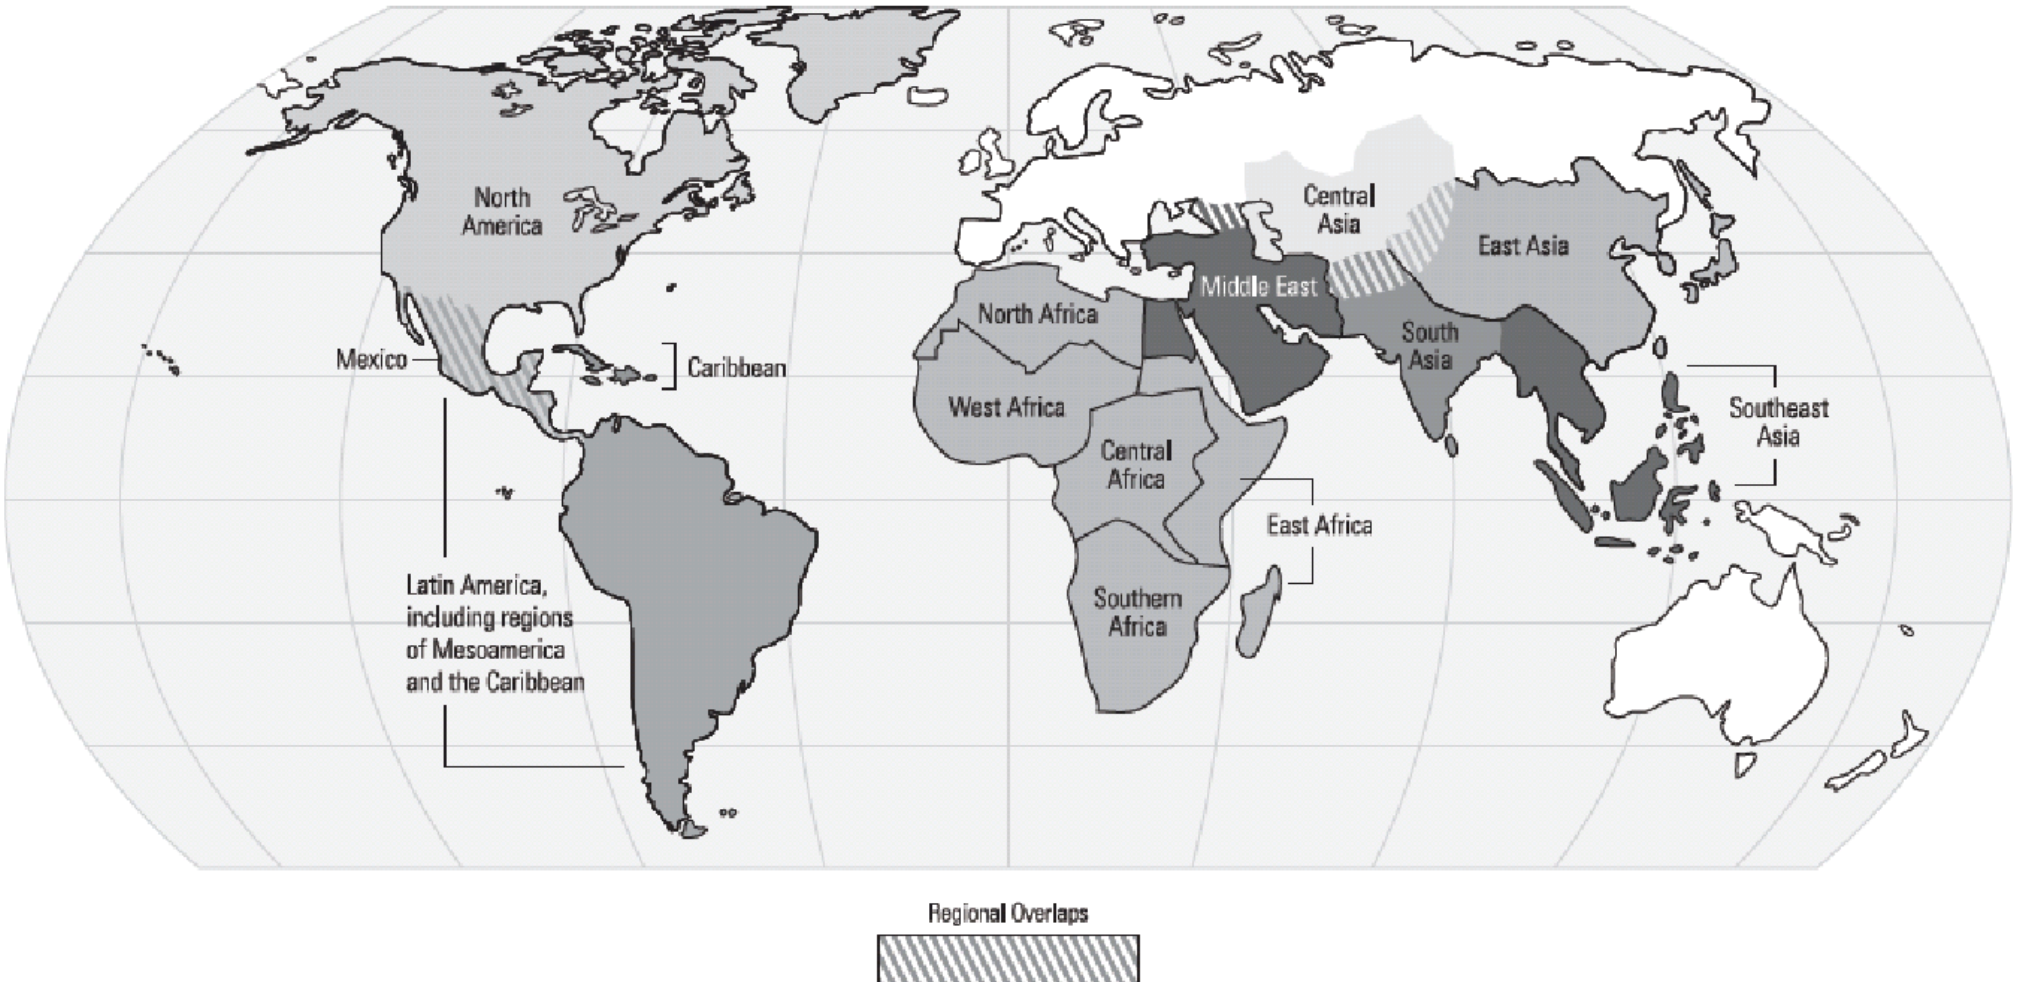 North
America
Central
Asia
East Asia
Middle East
North Africa
South
Asia
Mexico
Caribbean
West Africa
Southeast
Asia
Central
Africa
East Africa
Latin America,
including regions
of Mesoamerica
and the Caribbean
Southern
Africa
Regional Overlaps